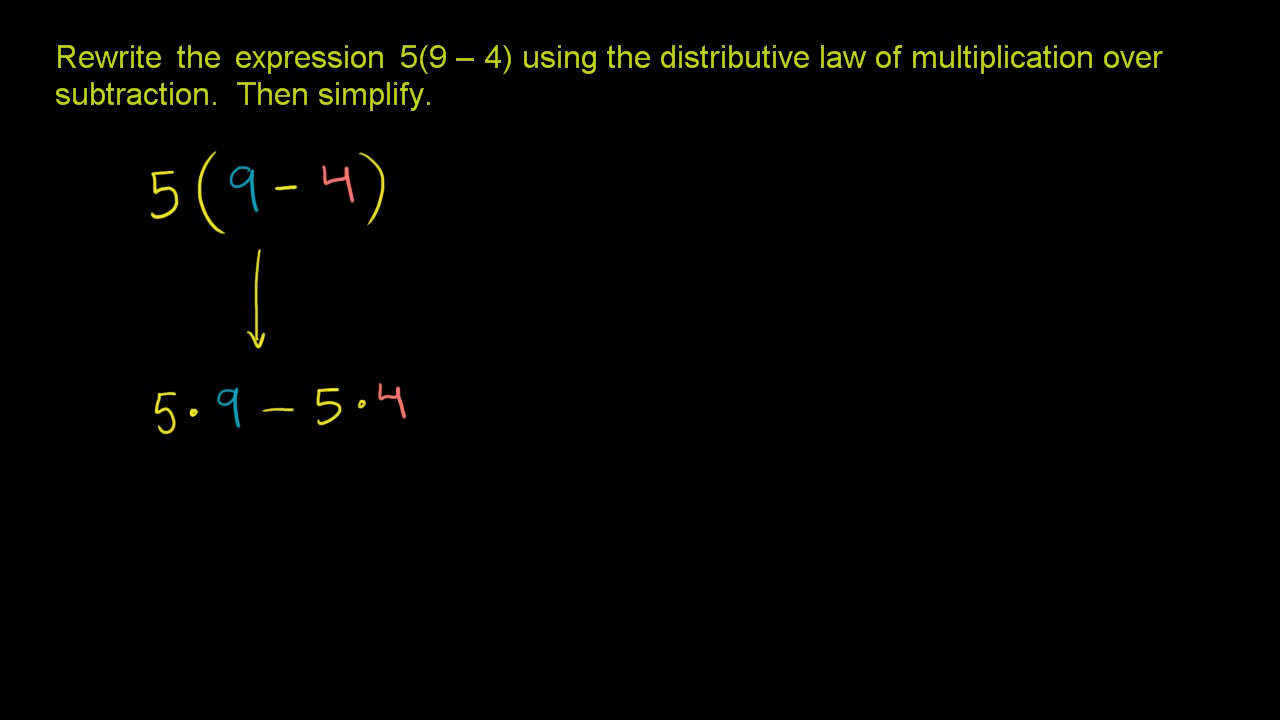 Rewrite the expression 5(9 – 4) using the distributive law of multiplication over
subtraction. Then simplify.
5(9 - 4)
5 · 9 — 5 · 4